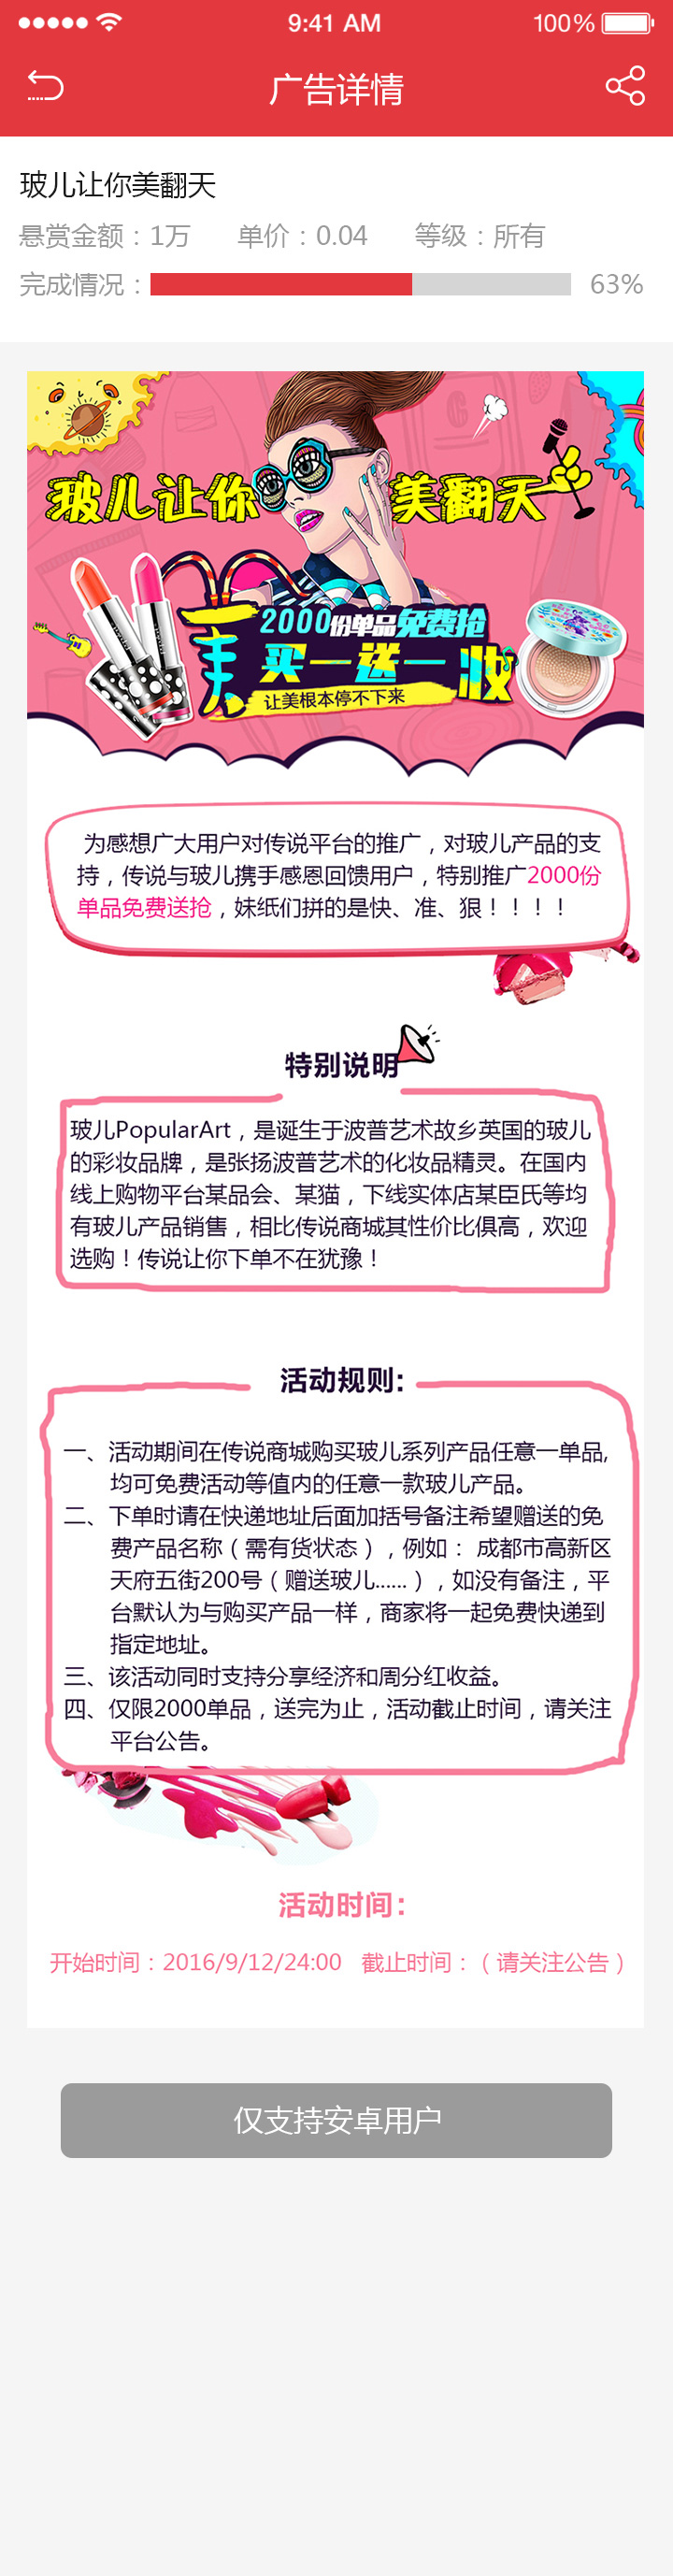 9:41 AM
100%
广告详情
玻儿让你美翻天
悬赏金额：1万 单价：0.04 等级：所有
完成情况： 63%
玻儿让你 美翻天
2000份单品免费抢
美 买一送一 妆
让美根本停不下来
为感想广大用户对传说平台的推广，对玻儿产品的支
持，传说与玻儿携手感恩回馈用户，特别推广2000份
单品免费送抢，妹纸们拼的是快、准、狠！！！！
特别说明
玻儿PopularArt，是诞生于波普艺术故乡英国的玻儿
的彩妆品牌，是张扬波普艺术的化妆品精灵。在国内
线上购物平台某品会、某猫，下线实体店某臣氏等均
有玻儿产品销售，相比传说商城其性价比俱高，欢迎
选购！传说让你下单不在犹豫！
活动规则:
一、活动期间在传说商城购买玻儿系列产品任意一单品,
均可免费活动等值内的任意一款玻儿产品。
二、下单时请在快递地址后面加括号备注希望赠送的免
费产品名称（需有货状态），例如： 成都市高新区
天府五街200号（赠送玻儿......），如没有备注，平
台默认为与购买产品一样，商家将一起免费快递到
指定地址。
三、该活动同时支持分享经济和周分红收益。
四、仅限2000单品，送完为止，活动截止时间，请关注
平台公告。
活动时间：
开始时间：2016/9/12/24:00 截止时间：（请关注公告）
仅支持安卓用户